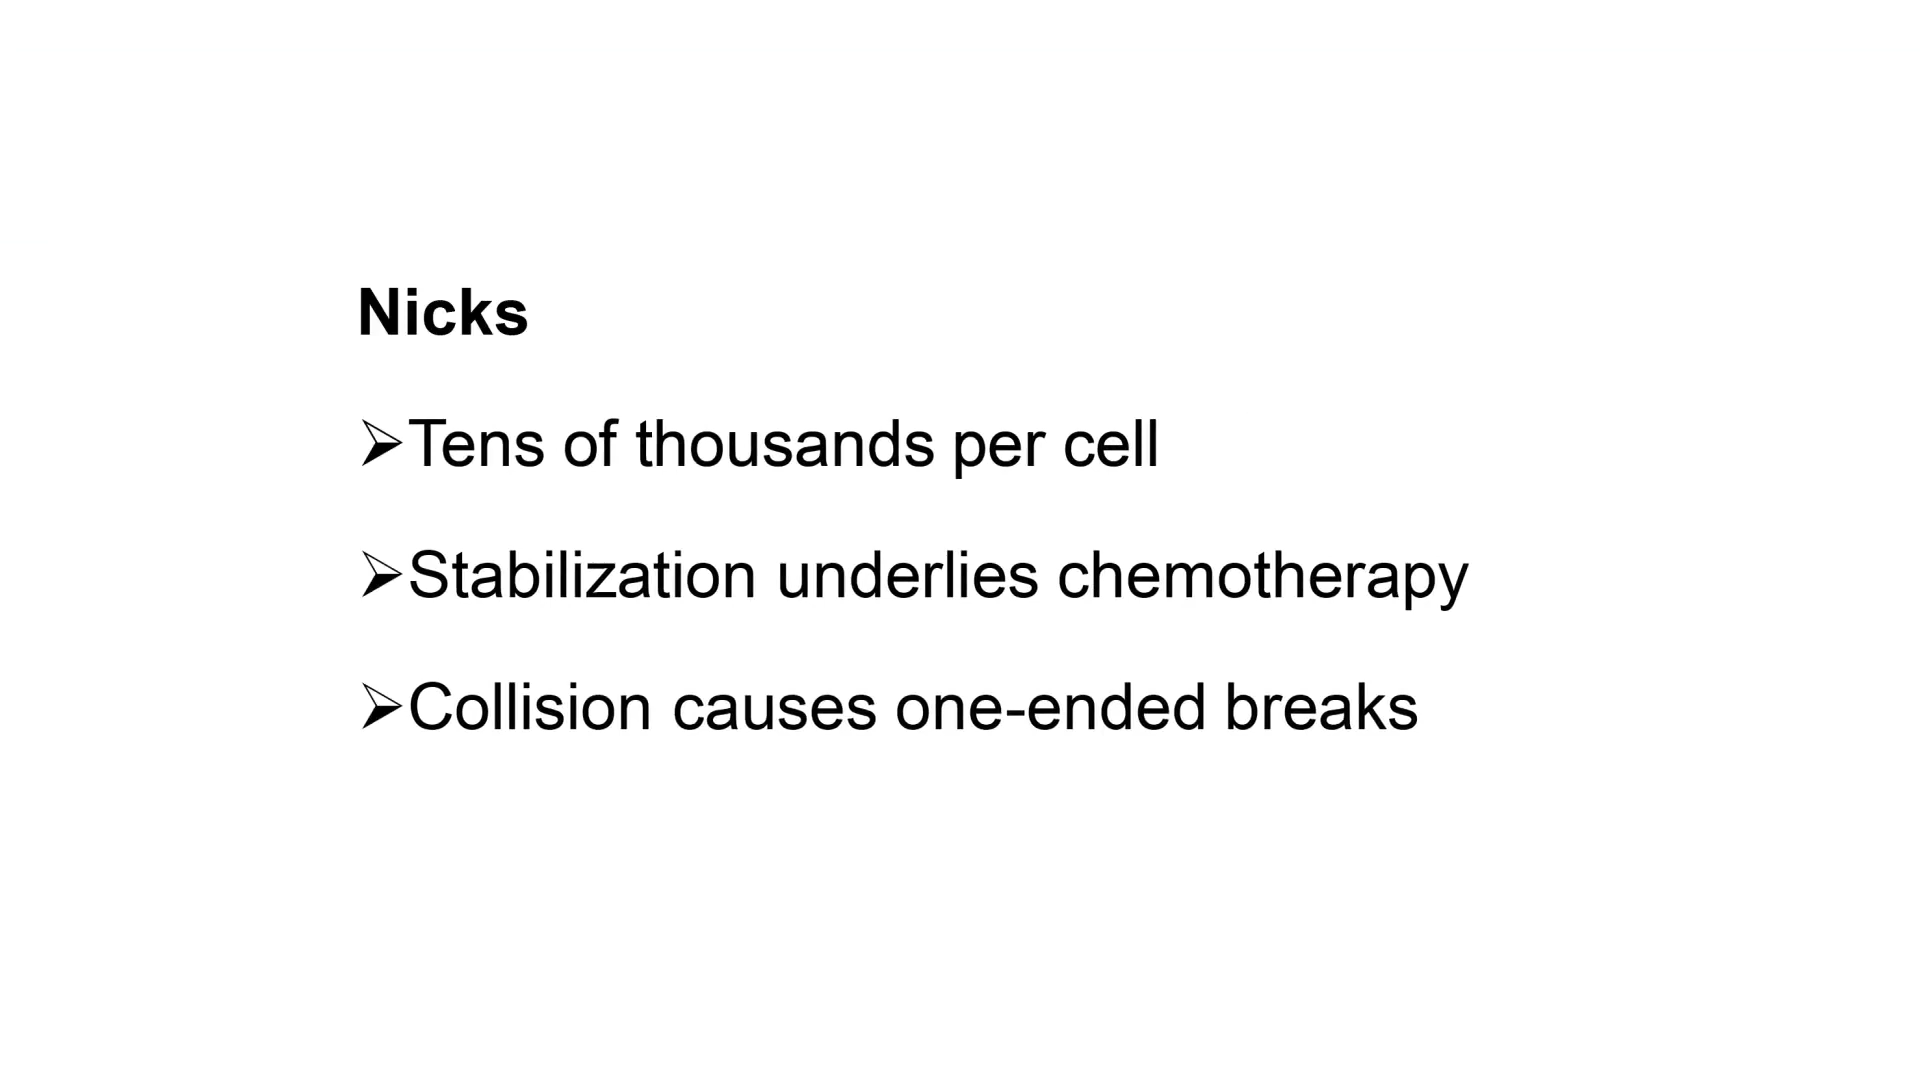 Nicks
➢Tens of thousands per cell
➢Stabilization underlies chemotherapy
➢Collision causes one-ended breaks